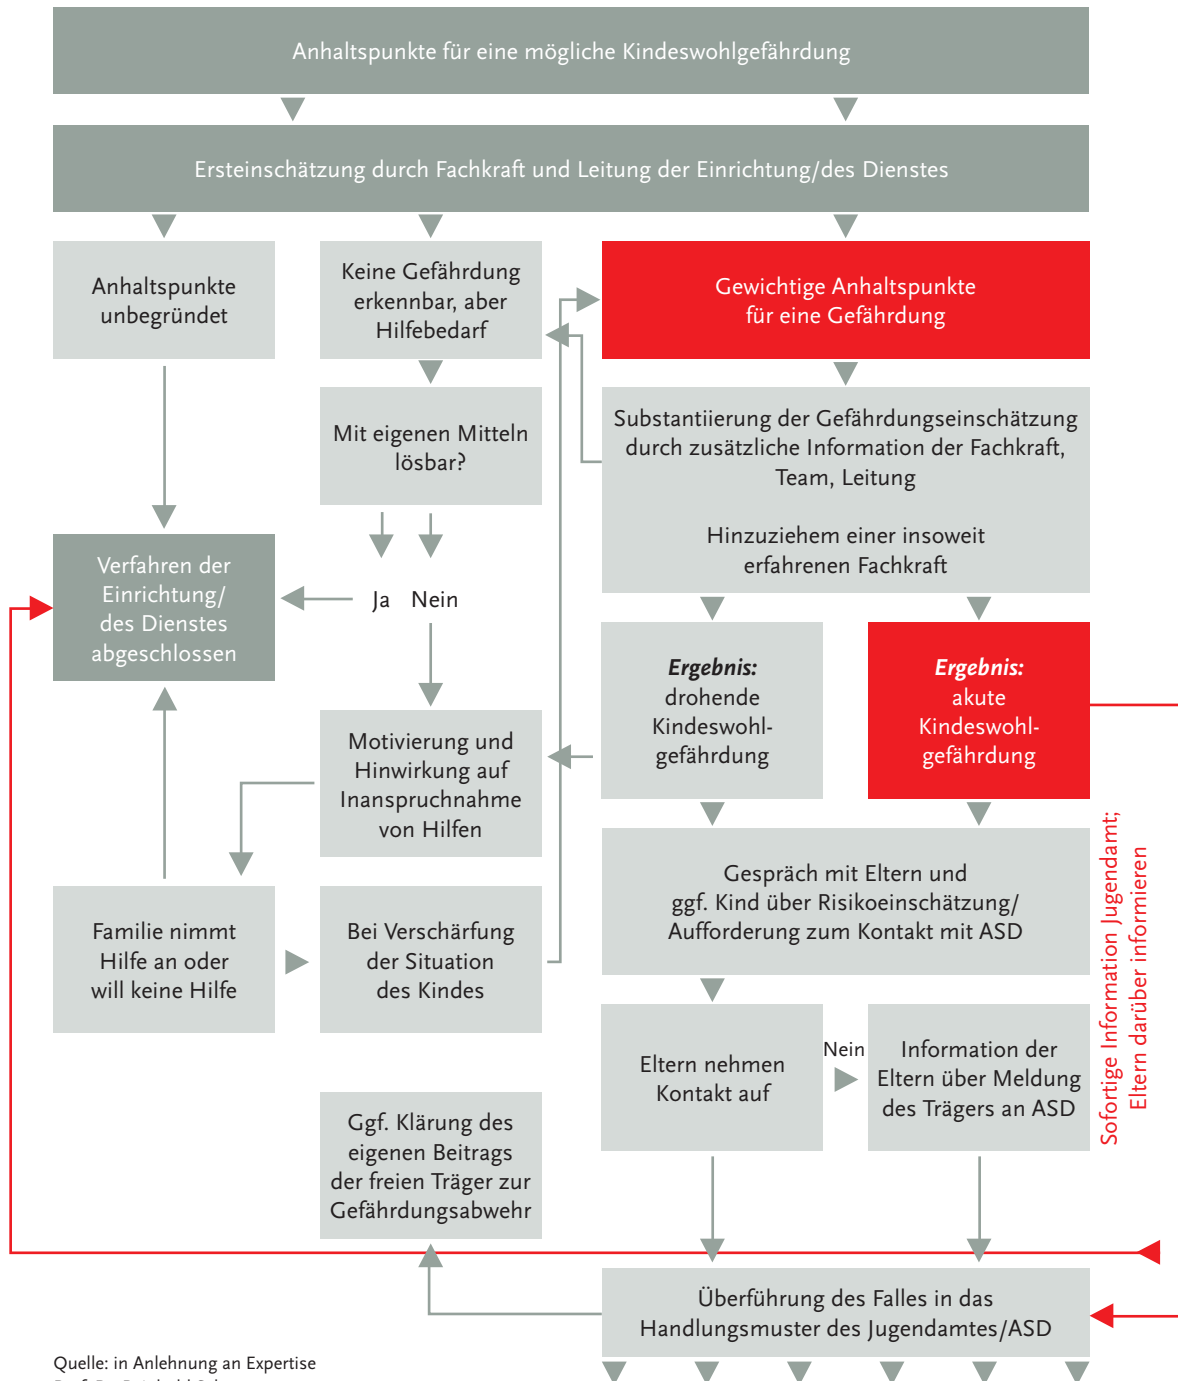 Anhaltspunkte für eine mögliche Kindeswohlgefährdung
Ersteinschätzung durch Fachkraft und Leitung der Einrichtung/des Dienstes
Anhaltspunkte
unbegründet
Keine Gefährdung
erkennbar, aber
Hilfebedarf
Gewichtige Anhaltspunkte
für eine Gefährdung
Mit eigenen Mitteln
lösbar?
Substantiierung der Gefährdungseinschätzung
durch zusätzliche Information der Fachkraft,
Team, Leitung
Hinzuziehem einer insoweit
erfahrenen Fachkraft
Verfahren der
Einrichtung/
des Dienstes
abgeschlossen
Ja Nein
Ergebnis:
drohende
Kindeswohl-
gefährdung
Ergebnis:
akute
Kindeswohl-
gefährdung
Motivierung und
Hinwirkung auf
Inanspruchnahme
von Hilfen
Gespräch mit Eltern und
ggf. Kind über Risikoeinschätzung/
Aufforderung zum Kontakt mit ASD
Sofortige Information Jugendamt;
Eltern darüber informieren
Familie nimmt
Hilfe an oder
will keine Hilfe
Bei Verschärfung
der Situation
des Kindes
Eltern nehmen
Kontakt auf
Nein
Information der
Eltern über Meldung
des Trägers an ASD
Ggf. Klärung des
eigenen Beitrags
der freien Träger zur
Gefährdungsabwehr
Überführung des Falles in das
Handlungsmuster des Jugendamtes/ASD
Quelle: in Anlehnung an Expertise